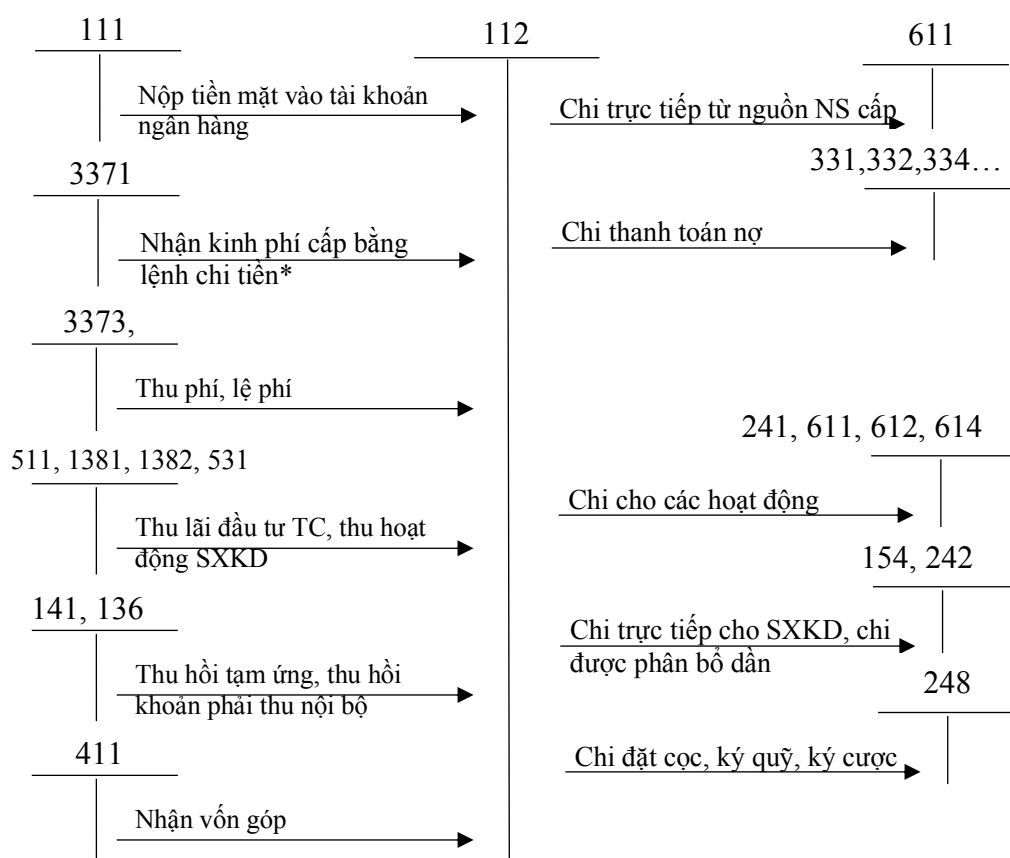 111
112
611
Nộp tiền mặt vào tài khoản
ngân hàng
Chi trực tiếp từ nguồn NS cấp
3371
331,332,334…
Nhận kinh phí cấp bằng
lệnh chi tiền*
Chi thanh toán nợ
3373,
Thu phí, lệ phí
241, 611, 612, 614
511, 1381, 1382, 531
Chi cho các hoạt động
Thu lãi đầu tư TC, thu hoạt
động SXKD
154, 242
141, 136
Chi trực tiếp cho SXKD, chi
được phân bổ dần
Thu hồi tạm ứng, thu hồi
khoản phải thu nội bộ
248
411
Chi đặt cọc, ký quỹ, ký cược
Nhận vốn góp